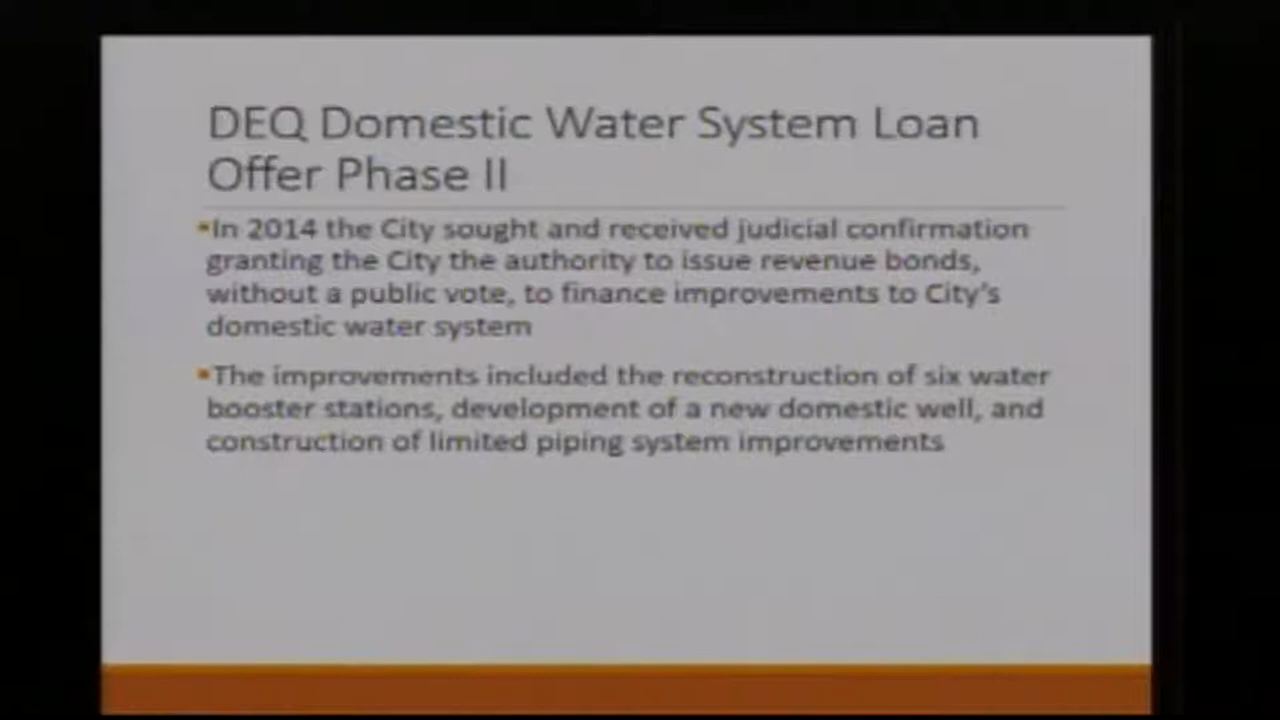 DEQ Domestic Water System Loan
Offer Phase II
▪In 2014 the City sought and received judicial confirmation
granting the City the authority to issue revenue bonds,
without a public vote, to finance improvements to City's
domestic water system
▪The improvements included the reconstruction of six water
booster stations, development of a new domestic well, and
construction of limited piping system improvements